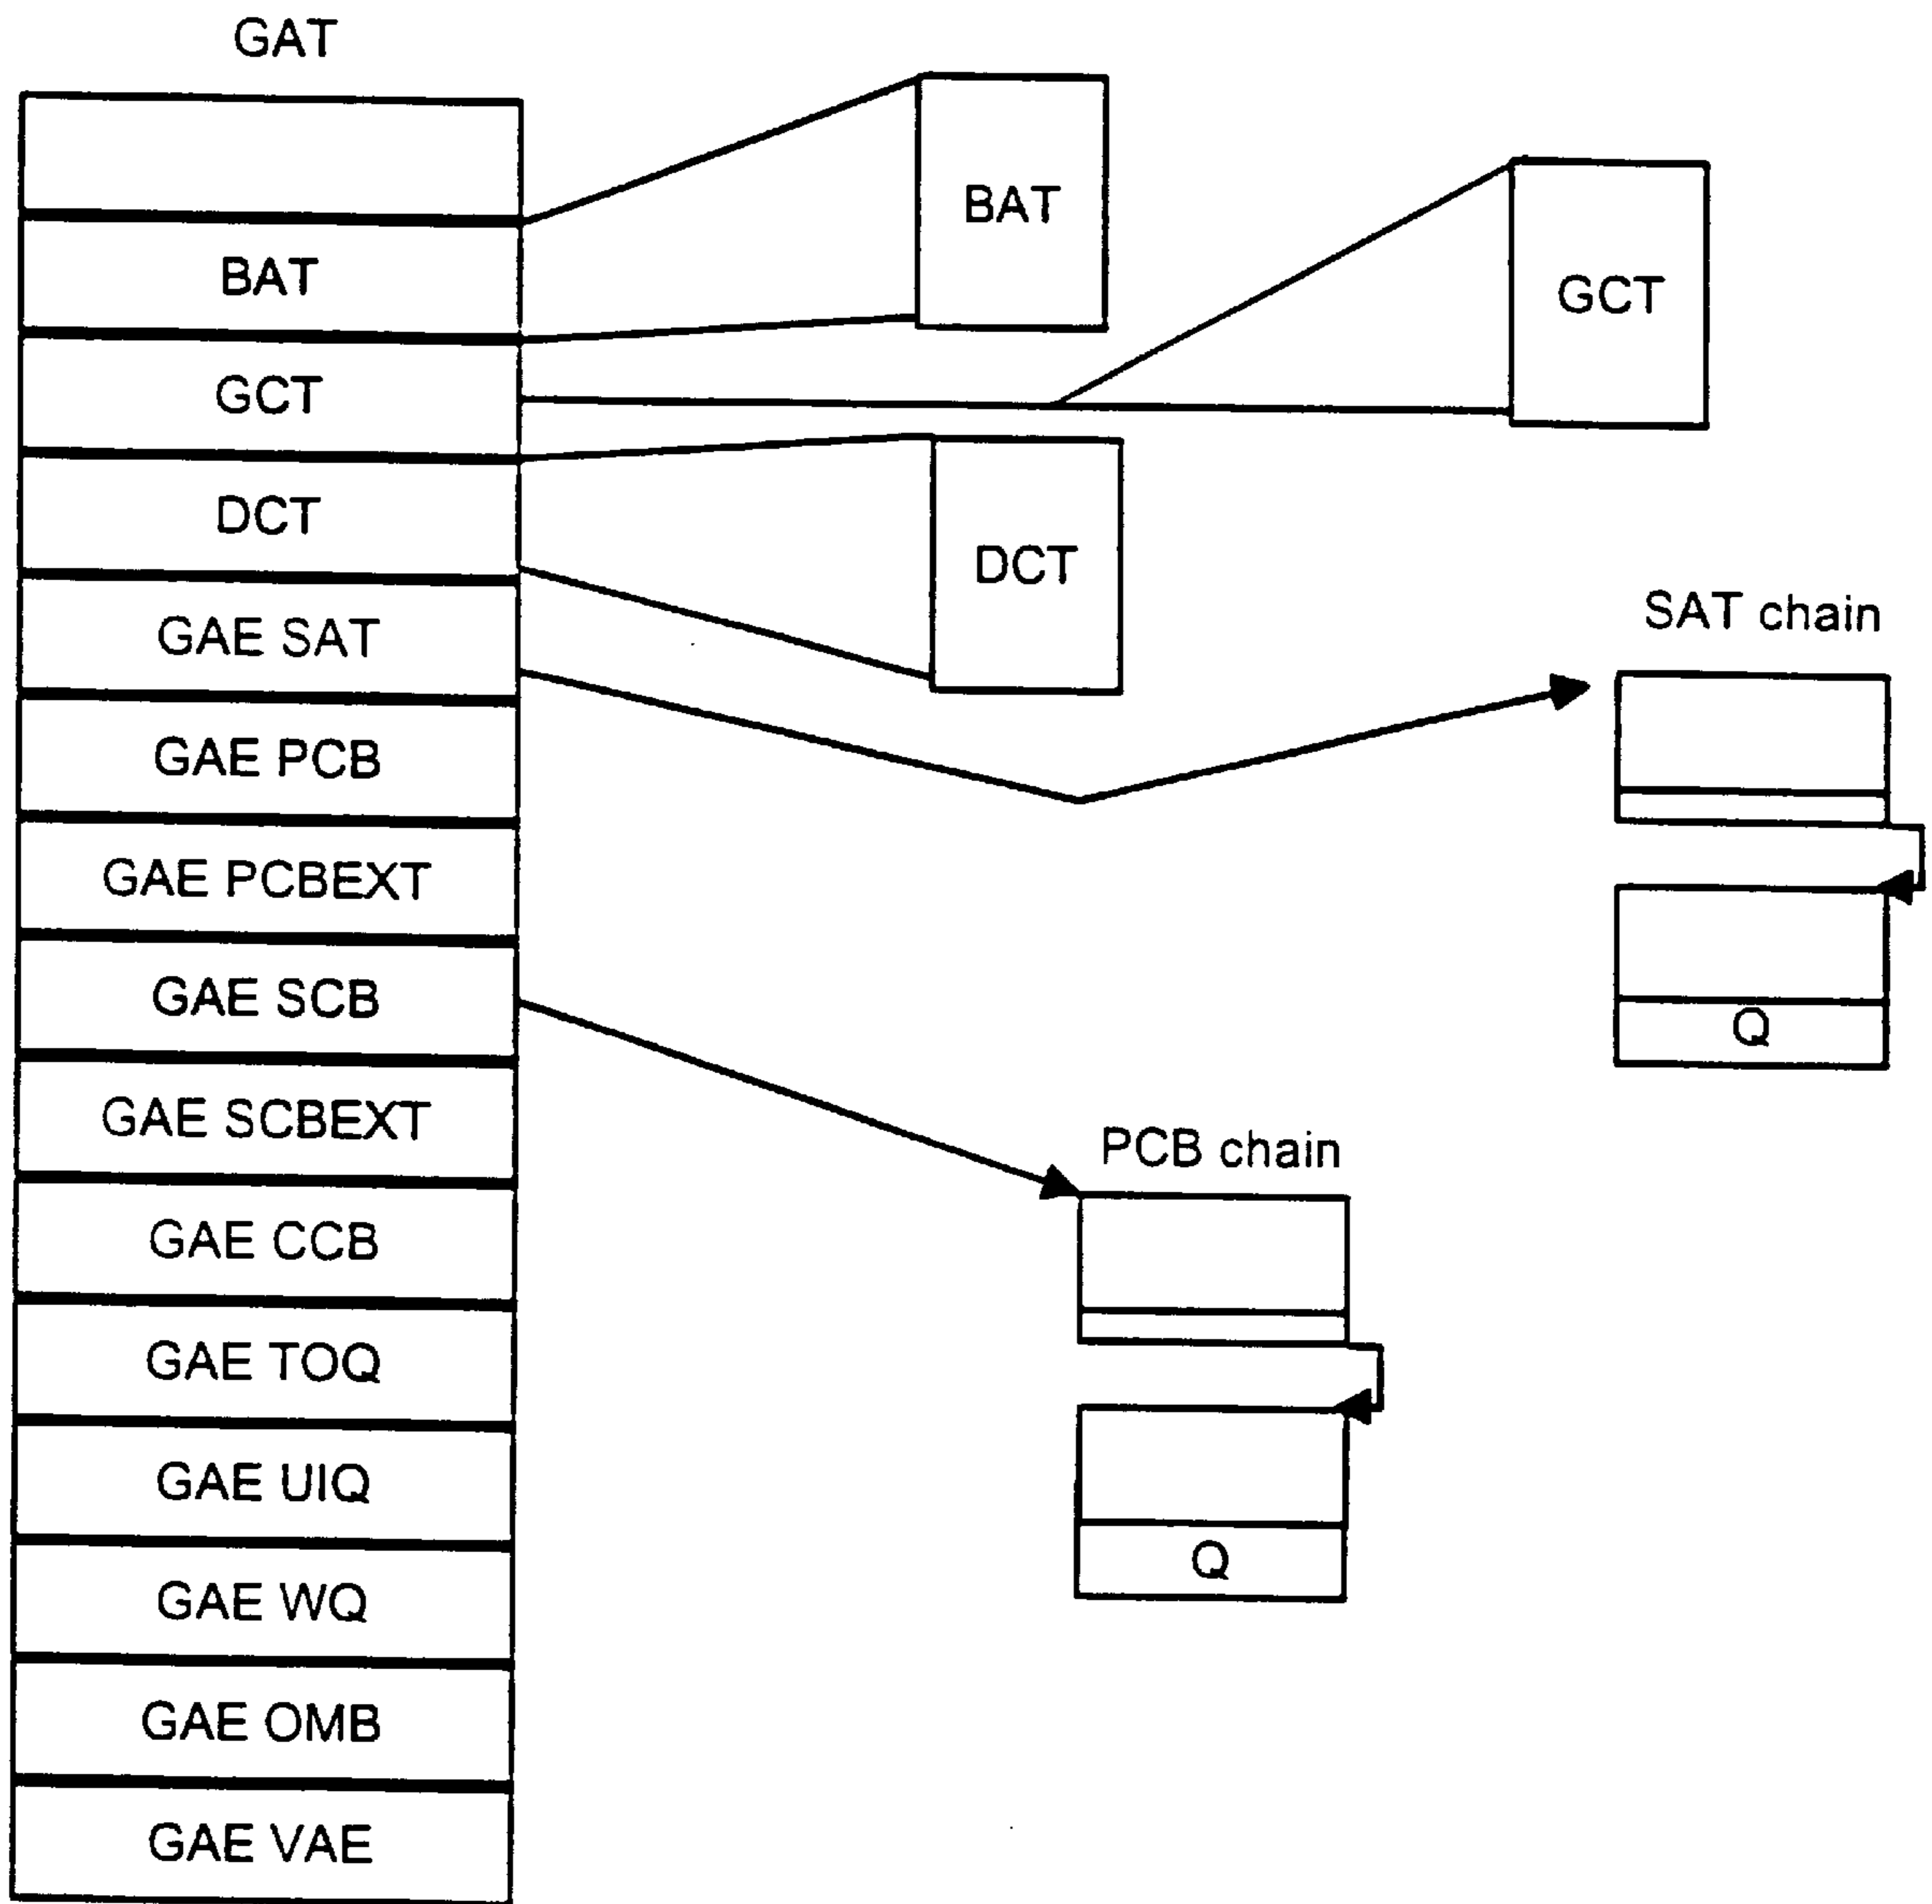 GAT
BAT
GCT
DCT
GAE SAT
GAE PCB
GAE PCBEXT
GAE SCB
GAE SCBEXT
GAE CCB
GAE TOQ
GAE UIQ
GAE WQ
GAE OMB
GAE VAE
BAT
GCT
DCT
SAT chain
Q
PCB chain
Q